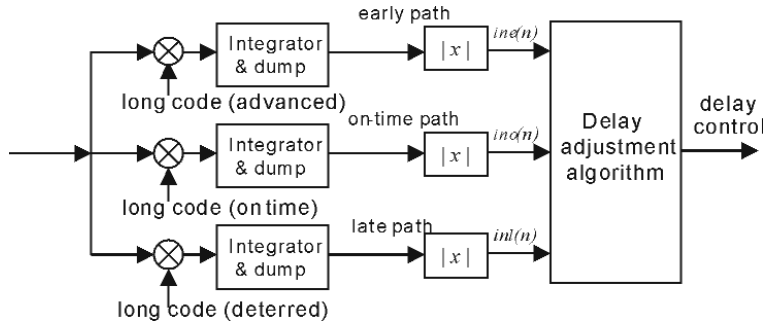 early path
Integrator
& dump
|x|
ine(n)
long code (advanced)
on-time path
Integrator
& dump
|x|
ino(n)
long code (on time)
late path
Integrator
& dump
|x|
inl(n)
long code (deterred)
Delay
adjustment
algorithm
delay
control